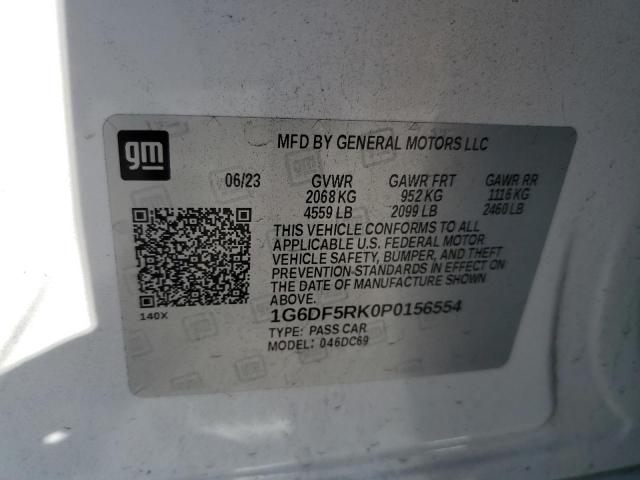 gm
MFD BY GENERAL MOTORS LLC
06/23 GVWR GAWR FRT GAWR RR
2068 KG 952 KG 1116 KG
4559 LB 2099 LB 2460 LB
THIS VEHICLE CONFORMS TO ALL
APPLICABLE U.S. FEDERAL MOTOR
VEHICLE SAFETY, BUMPER, AND THEFT
PREVENTION STANDARDS IN EFFECT ON
THE DATE OF MANUFACTURE SHOWN
ABOVE.
140X
1G6DF5RK0P0156554
TYPE: PASS CAR
MODEL: 046DC69